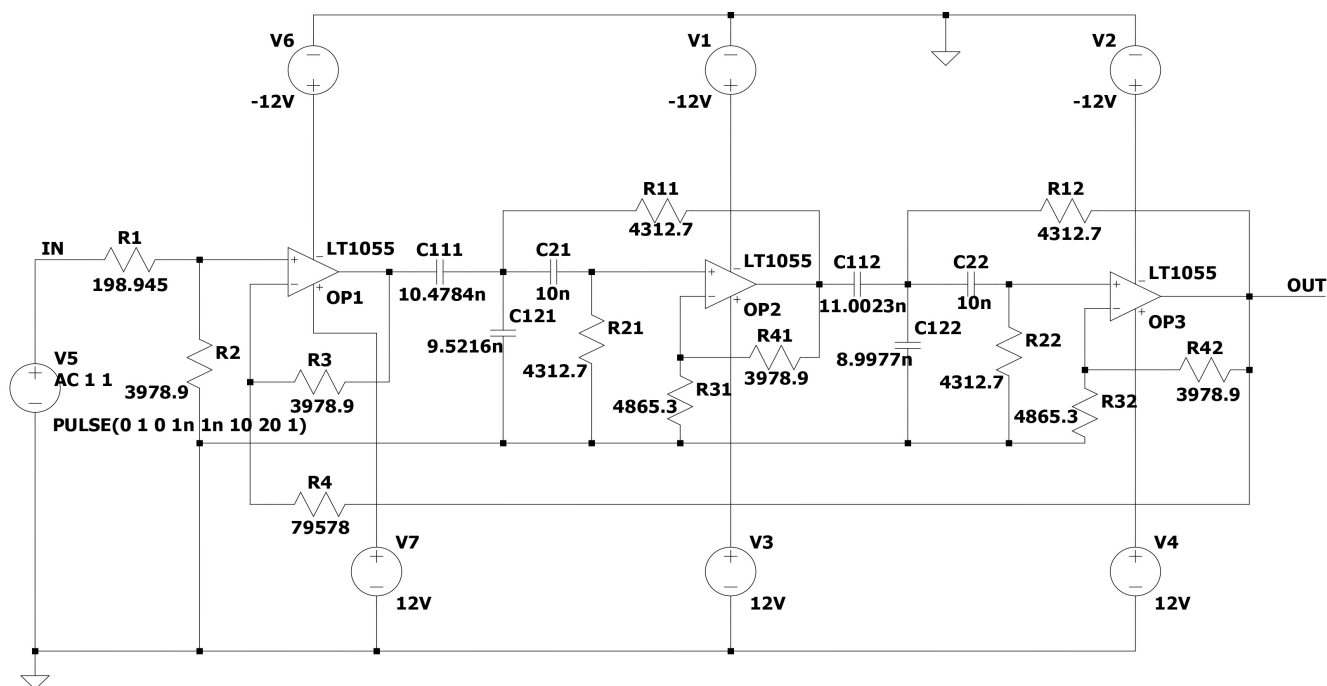 V6
V1
V2
-12V
-12V
-12V
R11
4312.7
R12
4312.7
IN
R1
198.945
LT1055
OP1
C111
10.4784n
C21
10n
LT1055
OP2
C112
11.0023n
C22
10n
LT1055
OP3
OUT
C121
9.5216n
R21
4312.7
C122
8.9977n
R22
4312.7
R2
3978.9
R3
3978.9
R41
3978.9
R31
4865.3
R42
3978.9
R32
4865.3
V5
AC 1 1
PULSE(0 1 0 1n 1n 10 20 1)
R4
79578
V7
12V
V3
12V
V4
12V